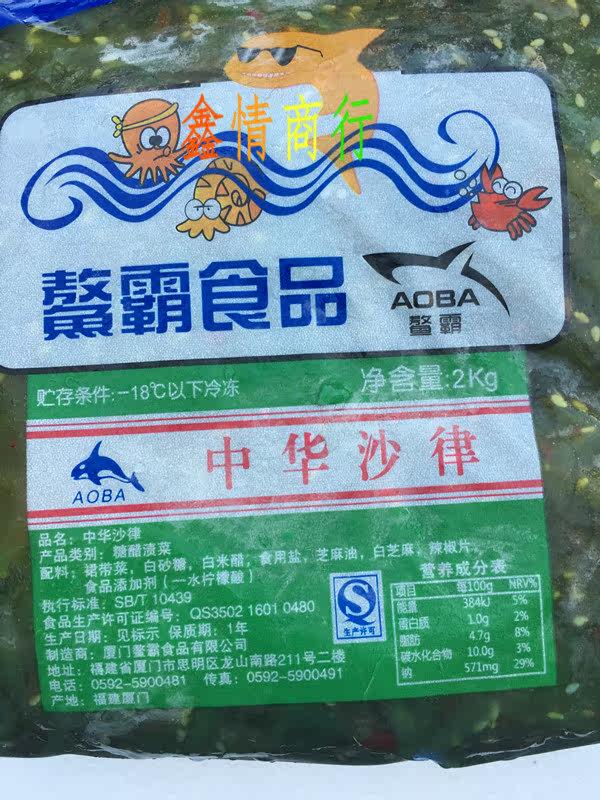 鑫情商行
鳌霸食品
AOBA
鳌霸
贮存条件:-18℃以下冷冻
净含量:2Kg
AOBA
中华沙律
品名：中华沙律
产品类别：糖醋渍菜
配料：裙带菜，白砂糖，白米醋，食用盐，芝麻油，白芝麻，辣椒片，
食品添加剂（一水柠檬酸）
执行标准：SB/T 10439
食品生产许可证编号：QS3502 1601 0480
生产日期：见标示 保质期：1年
制造商：厦门鳌霸食品有限公司
地址：福建省厦门市思明区龙山南路211号二楼
电话：0592-5900481 传真：0592-5900491
产地：福建厦门
QS
生产许可
营养成分表
项目 每100g NRV%
能量 384kJ 5%
蛋白质 1.0g 2%
脂肪 4.7g 8%
碳水化合物 10.0g 3%
钠 571mg 29%